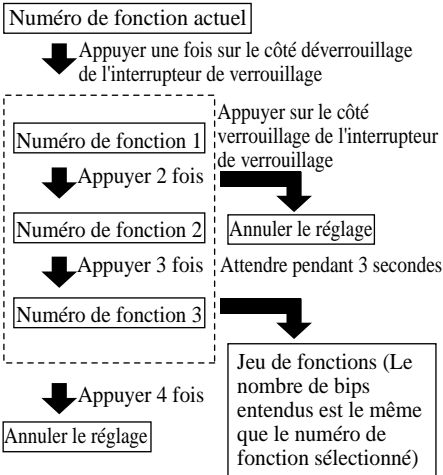 Numéro de fonction actuel
Appuyer une fois sur le côté déverrouillage
de l'interrupteur de verrouillage
Numéro de fonction 1
Appuyer sur le côté
verrouillage de l'interrupteur
de verrouillage
Appuyer 2 fois
Numéro de fonction 2
Annuler le réglage
Appuyer 3 fois
Attendre pendant 3 secondes
Numéro de fonction 3
Jeu de fonctions (Le
nombre de bips
entendus est le même
que le numéro de
fonction sélectionné)
Appuyer 4 fois
Annuler le réglage